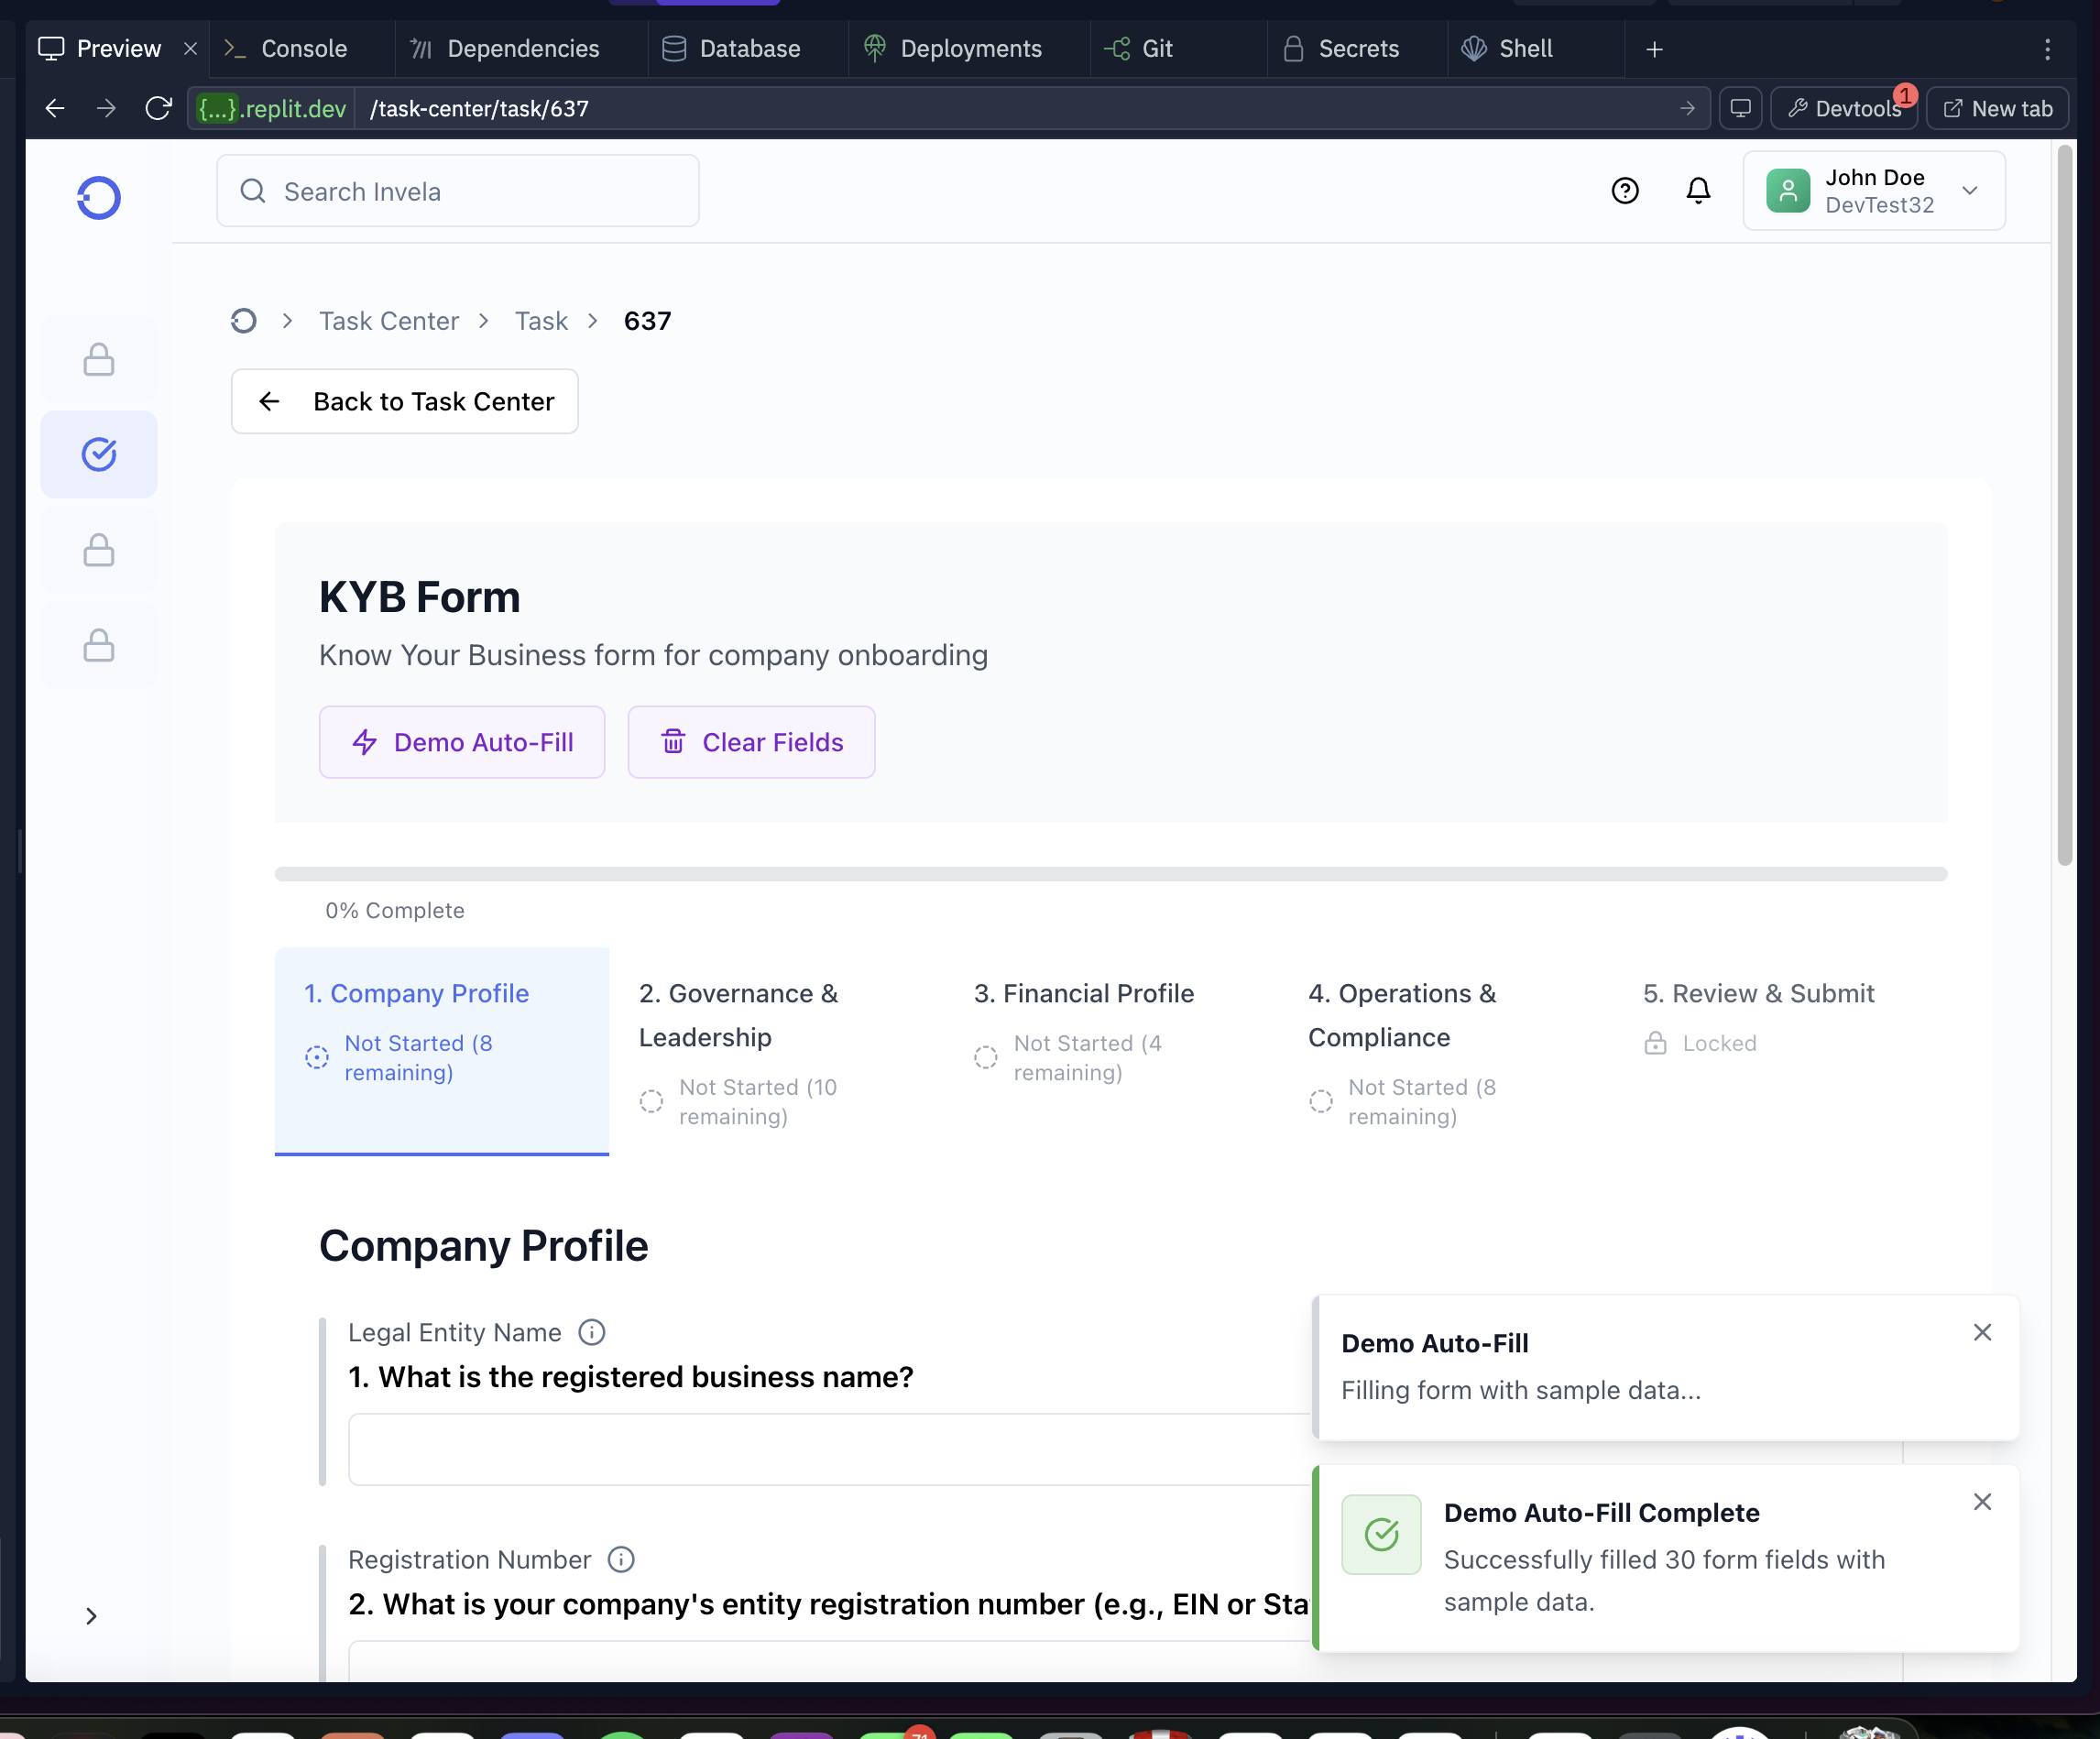 Preview
Console
Dependencies
Database
Deployments
Git
Secrets
Shell
{...}.replit.dev
/task-center/task/637
Devtools
1
New tab
Search Invela
John Doe
DevTest32
Task Center
Task
637
Back to Task Center
KYB Form
Know Your Business form for company onboarding
Demo Auto-Fill
Clear Fields
0% Complete
1. Company Profile
Not Started (8
remaining)
2. Governance &
Leadership
Not Started (10
remaining)
3. Financial Profile
Not Started (4
remaining)
4. Operations &
Compliance
Not Started (8
remaining)
5. Review & Submit
Locked
Company Profile
Legal Entity Name
1. What is the registered business name?
Registration Number
2. What is your company's entity registration number (e.g., EIN or Sta
Demo Auto-Fill
Filling form with sample data...
Demo Auto-Fill Complete
Successfully filled 30 form fields with
sample data.